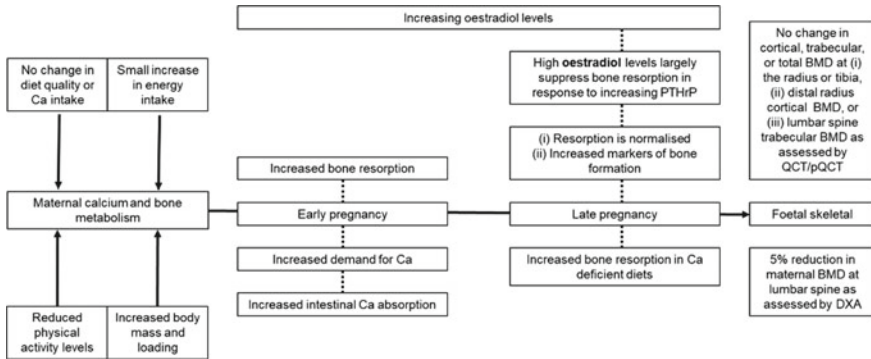 Increasing oestradiol levels
No change in
diet quality or
Ca intake
Small increase
in energy
intake
High oestradiol levels largely
suppress bone resorption in
response to increasing PTHrP
No change in
cortical, trabecular,
or total BMD at (i)
the radius or tibia,
(ii) distal radius
cortical BMD, or
(iii) lumbar spine
trabecular BMD as
assessed by
QCT/pQCT
Increased bone resorption
(i) Resorption is normalised
(ii) Increased markers of bone
formation
Maternal calcium and bone
metabolism
Early pregnancy
Late pregnancy
Foetal skeletal
Increased demand for Ca
Increased intestinal Ca absorption
Increased bone resorption in Ca
deficient diets
5% reduction in
maternal BMD at
lumbar spine as
assessed by DXA
Reduced
physical
activity levels
Increased body
mass and
loading